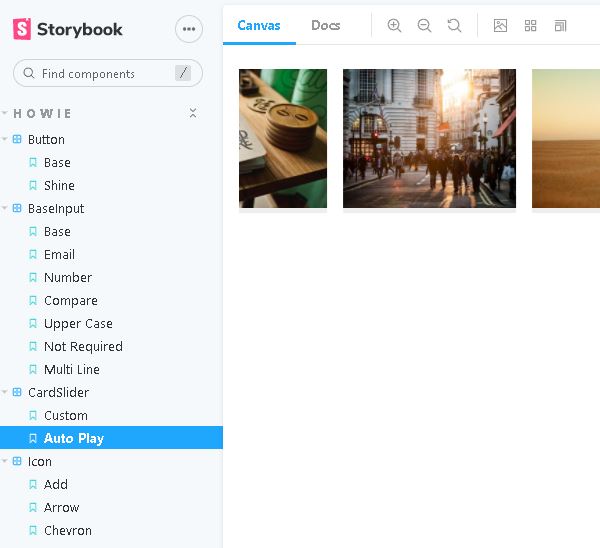 Storybook
Canvas
Docs
Find components
/
HOWIE
Button
Base
Shine
BaseInput
Base
Email
Number
Compare
Upper Case
Not Required
Multi Line
CardSlider
Custom
Auto Play
Icon
Add
Arrow
Chevron